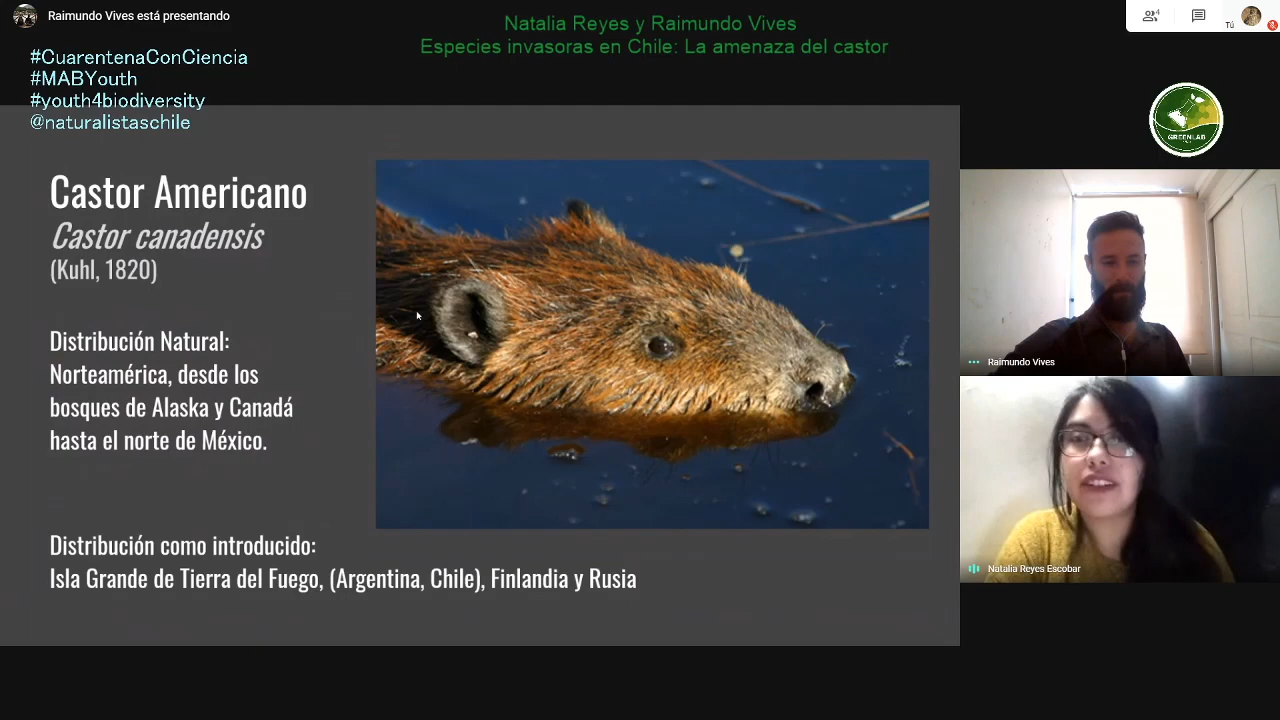 Raimundo Vives está presentando
Natalia Reyes y Raimundo Vives
Especies invasoras en Chile: La amenaza del castor
4
Tú
#CuarentenaConCiencia
#MABYouth
#youth4biodiversity
@naturalistaschile
GREENLAB
Castor Americano
Castor canadensis
(Kuhl, 1820)
Distribución Natural:
Norteamérica, desde los
bosques de Alaska y Canadá
hasta el norte de México.
Distribución como introducido:
Isla Grande de Tierra del Fuego, (Argentina, Chile), Finlandia y Rusia
Raimundo Vives
Natalia Reyes Escobar